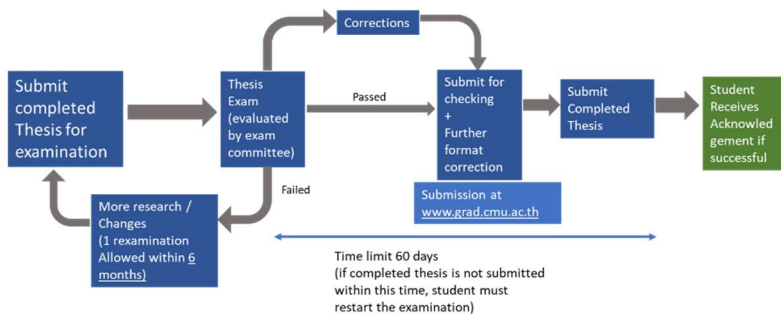 Corrections
Submit
completed
Thesis for
examination
Thesis
Exam
(evaluated
by exam
committee)
Passed
Submit for
checking
+
Further
format
correction
Submit
Completed
Thesis
Student
Receives
Acknowled
gement if
successful
Failed
More research /
Changes
(1 rexamination
Allowed within 6
months)
Submission at
www.grad.cmu.ac.th
Time limit 60 days
(if completed thesis is not submitted
within this time, student must
restart the examination)